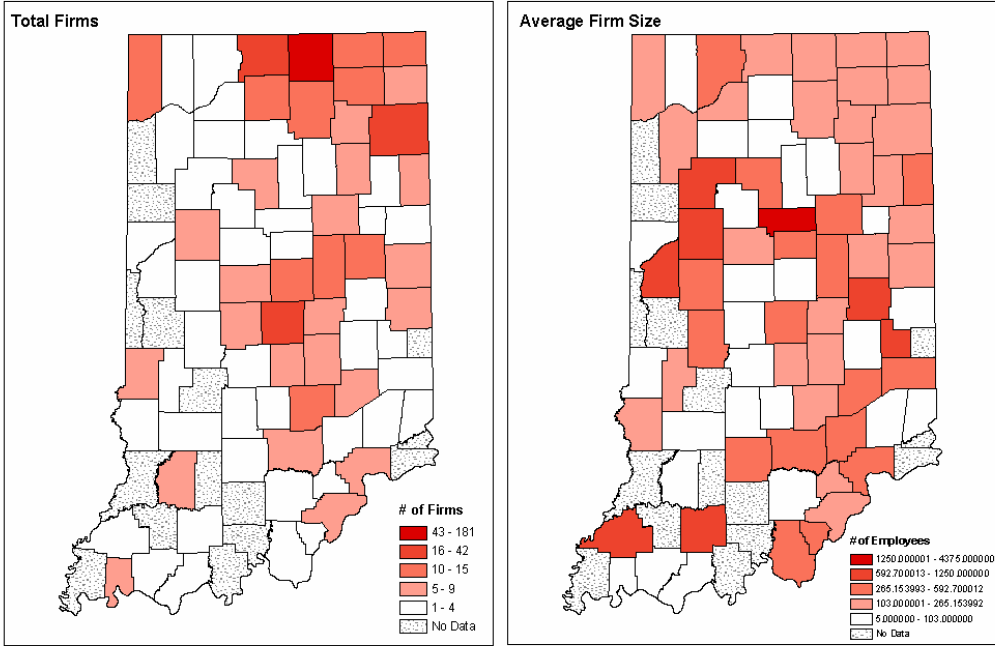 Total Firms
# of Firms
43 - 181
16 - 42
10 - 15
5 - 9
1 - 4
No Data
Average Firm Size
# of Employees
1250.000001 - 4375.000000
592.700013 - 1250.000000
265.153993 - 592.700012
103.000001 - 265.153992
5.000000 - 103.000000
No Data